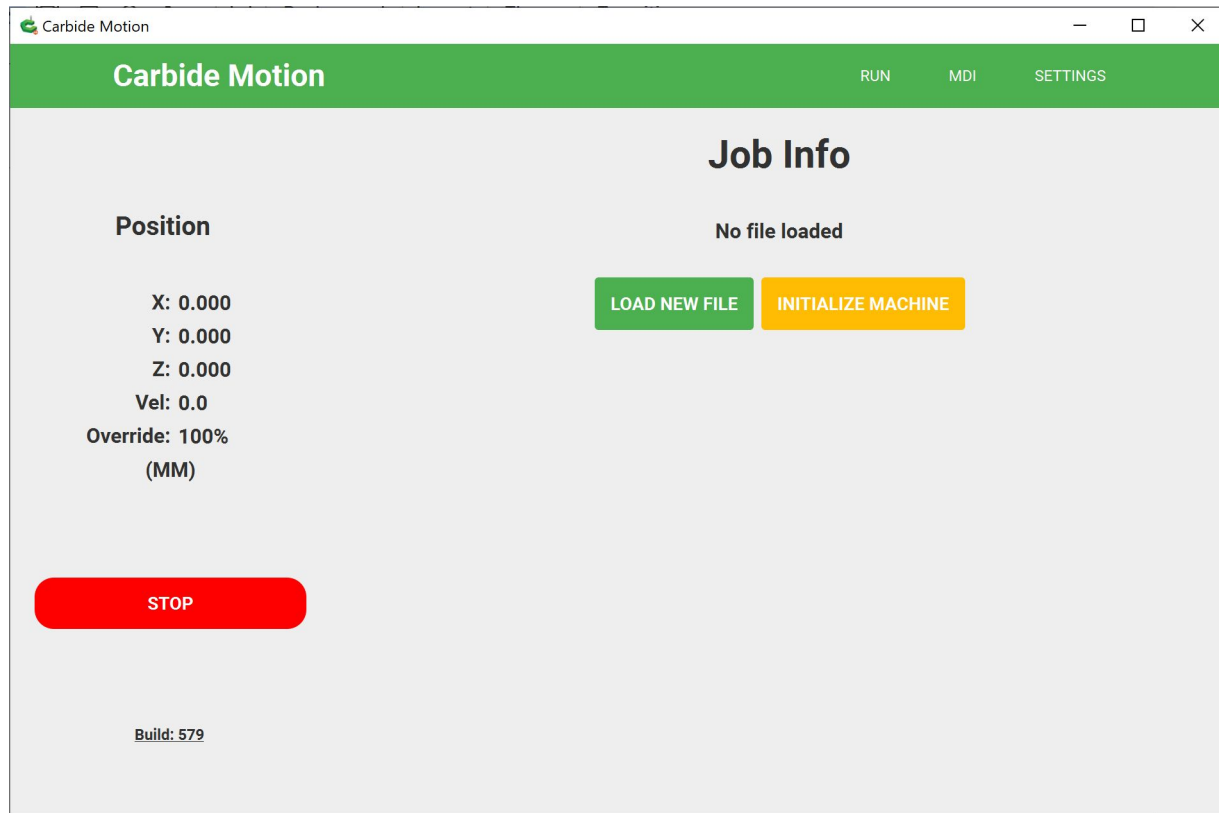 Carbide Motion
Carbide Motion
RUN MDI SETTINGS
Job Info
Position
No file loaded
LOAD NEW FILE
INITIALIZE MACHINE
X: 0.000
Y: 0.000
Z: 0.000
Vel: 0.0
Override: 100%
(MM)
STOP
Build: 579